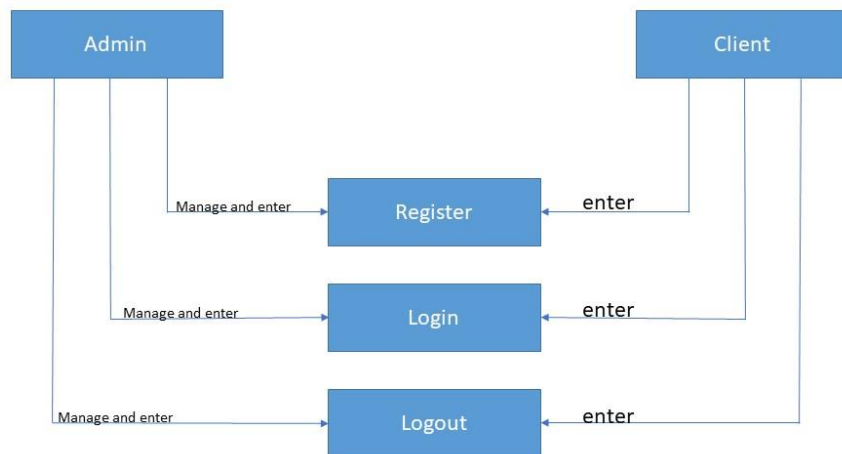 Admin
Client
Manage and enter
Register
enter
Manage and enter
Login
enter
Manage and enter
Logout
enter